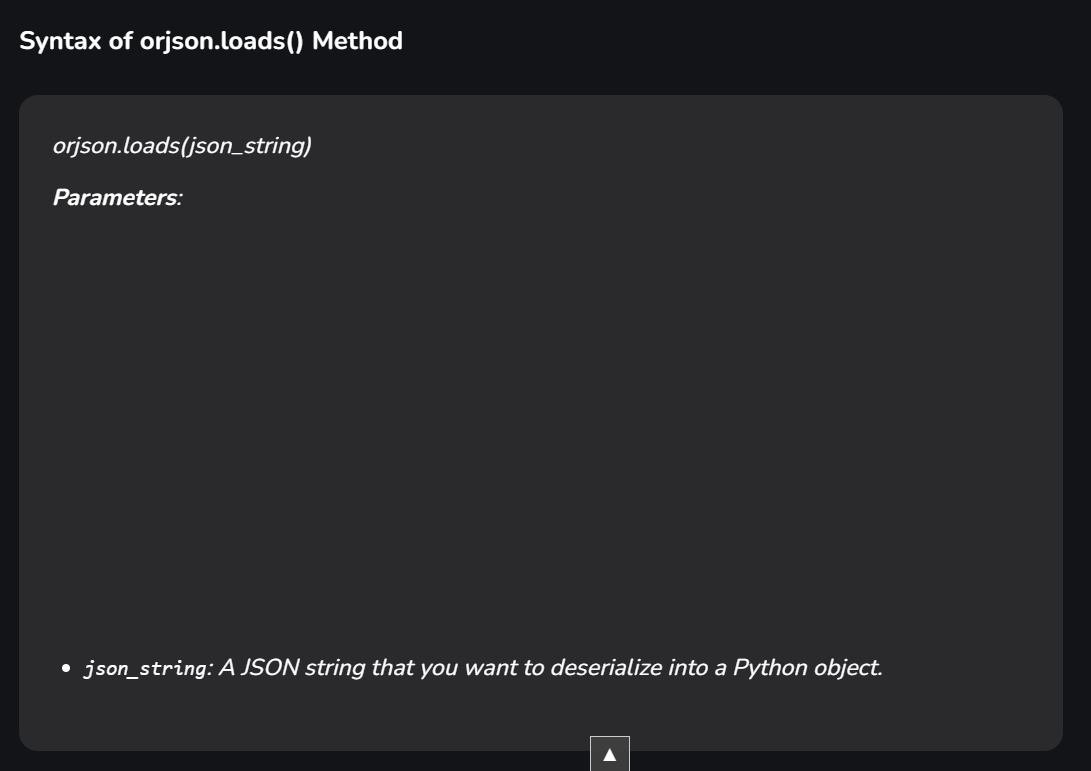 Syntax of orjson.loads() Method
orjson.loads(json_string)
Parameters:
• json_string: A JSON string that you want to deserialize into a Python object.
▲